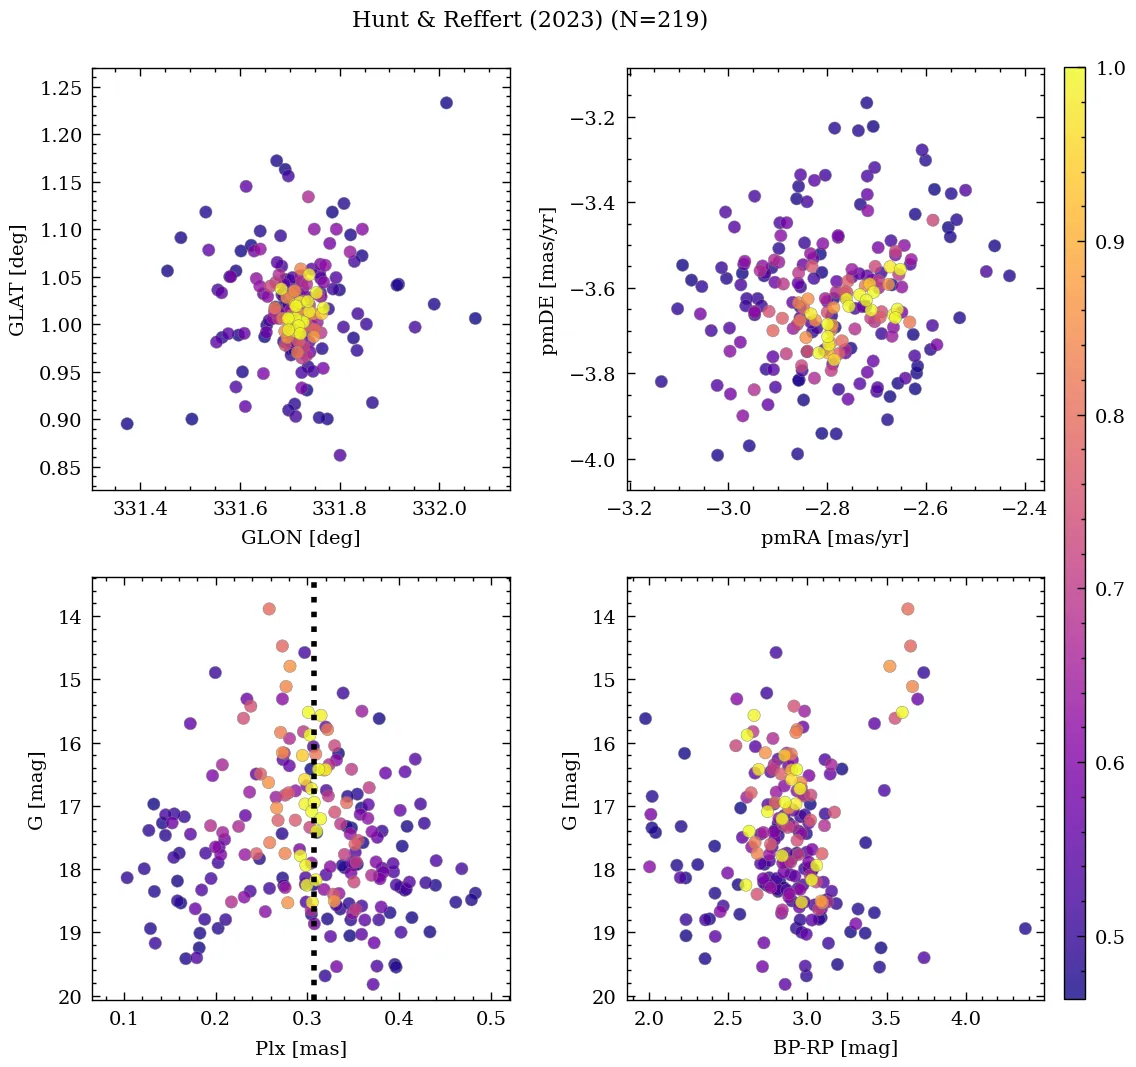 Hunt & Reffert (2023) (N=219)
1.25
1.20
1.15
1.10
1.05
1.00
0.95
0.90
0.85
GLAT [deg]
331.4 331.6 331.8 332.0
GLON [deg]
−3.2
−3.4
−3.6
−3.8
−4.0
pmDE [mas/yr]
−3.2 −3.0 −2.8 −2.6 −2.4
pmRA [mas/yr]
14
15
16
17
18
19
20
G [mag]
0.1 0.2 0.3 0.4 0.5
Plx [mas]
14
15
16
17
18
19
20
G [mag]
2.0 2.5 3.0 3.5 4.0
BP-RP [mag]
1.0
0.9
0.8
0.7
0.6
0.5